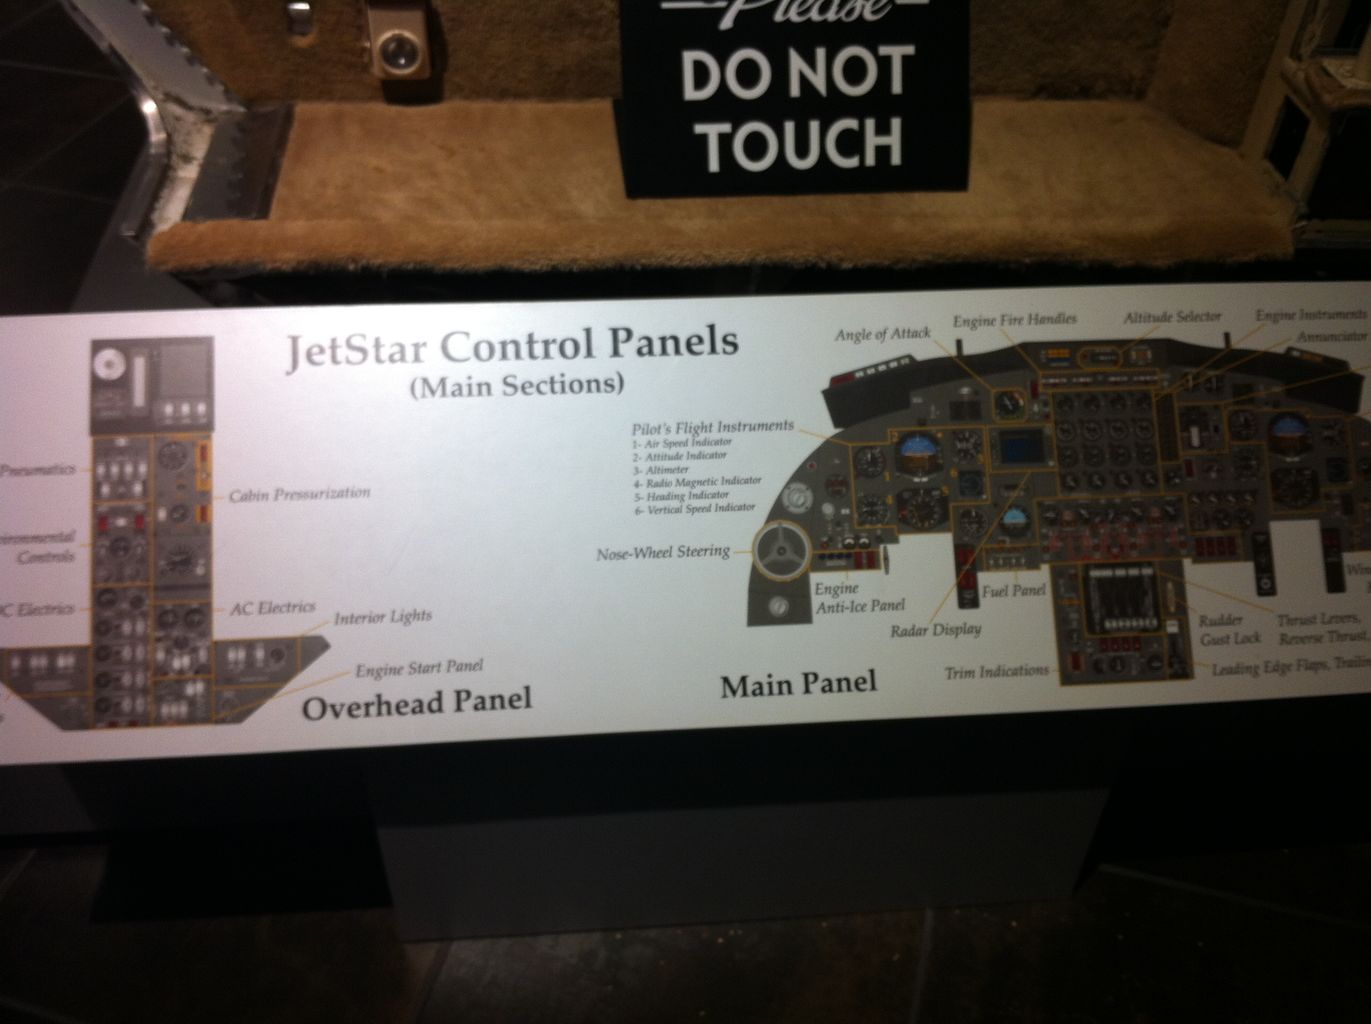 Please
DO NOT
TOUCH
JetStar Control Panels
(Main Sections)
Pneumatics
Cabin Pressurization
Controls
DC Electrics
AC Electrics
Interior Lights
Engine Start Panel
Overhead Panel
Angle of Attack
Engine Fire Handles
Altitude Selector
Engine Instruments
Annunciator
Pilot's Flight Instruments
1- Air Speed Indicator
2- Attitude Indicator
3- Altimeter
4- Radio Magnetic Indicator
5- Heading Indicator
6- Vertical Speed Indicator
Nose-Wheel Steering
Engine
Anti-Ice Panel
Fuel Panel
Radar Display
Rudder
Gust Lock
Thrust Levers,
Reverse Thrust,
Trim Indications
Leading Edge Flaps,
Main Panel